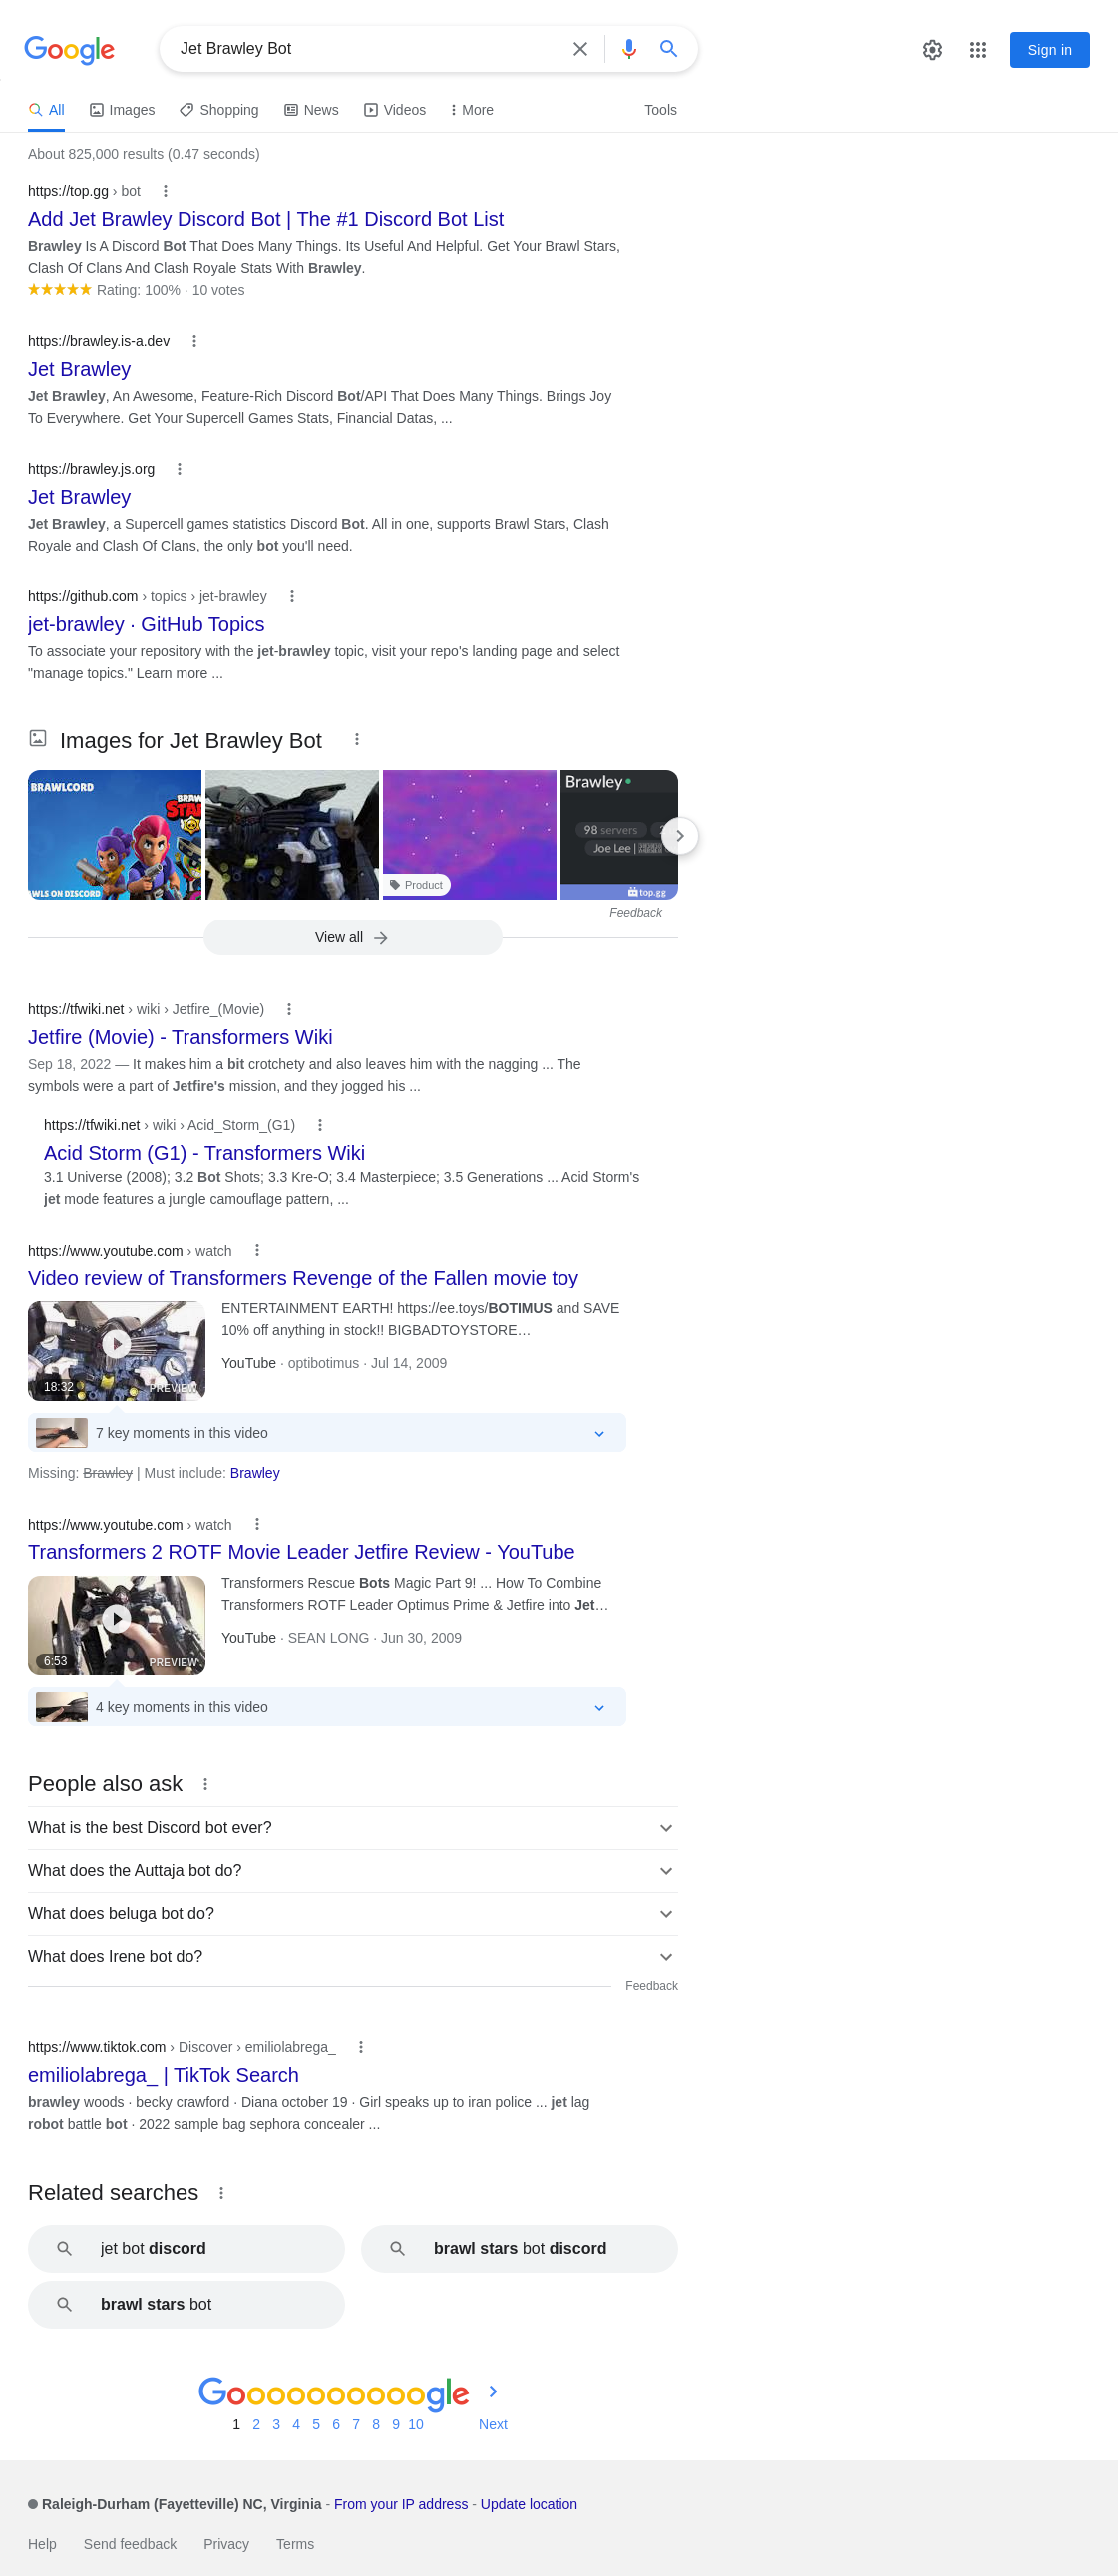 Google
Jet Brawley Bot
Sign in
All
Images
Shopping
News
Videos
More
Tools
About 825,000 results (0.47 seconds)
https://top.gg › bot
Add Jet Brawley Discord Bot | The #1 Discord Bot List
Brawley Is A Discord Bot That Does Many Things. Its Useful And Helpful. Get Your Brawl Stars,
Clash Of Clans And Clash Royale Stats With Brawley.
Rating: 100% · 10 votes
https://brawley.is-a.dev
Jet Brawley
Jet Brawley, An Awesome, Feature-Rich Discord Bot/API That Does Many Things. Brings Joy
To Everywhere. Get Your Supercell Games Stats, Financial Datas, ...
https://brawley.js.org
Jet Brawley
Jet Brawley, a Supercell games statistics Discord Bot. All in one, supports Brawl Stars, Clash
Royale and Clash Of Clans, the only bot you'll need.
https://github.com › topics › jet-brawley
jet-brawley · GitHub Topics
To associate your repository with the jet-brawley topic, visit your repo's landing page and select
"manage topics." Learn more ...
Images for Jet Brawley Bot
BRAWLCORD
BRAW
STA
AWLS ON DISCORD
Product
Brawley
98 servers
Joe Lee |
top.gg
Feedback
View all
https://tfwiki.net › wiki › Jetfire_(Movie)
Jetfire (Movie) - Transformers Wiki
Sep 18, 2022 — It makes him a bit crotchety and also leaves him with the nagging ... The
symbols were a part of Jetfire's mission, and they jogged his ...
https://tfwiki.net › wiki › Acid_Storm_(G1)
Acid Storm (G1) - Transformers Wiki
3.1 Universe (2008); 3.2 Bot Shots; 3.3 Kre-O; 3.4 Masterpiece; 3.5 Generations ... Acid Storm's
jet mode features a jungle camouflage pattern, ...
https://www.youtube.com › watch
Video review of Transformers Revenge of the Fallen movie toy
ENTERTAINMENT EARTH! https://ee.toys/BOTIMUS and SAVE
10% off anything in stock!! BIGBADTOYSTORE…
YouTube · optibotimus · Jul 14, 2009
18:32
PREVIEW
7 key moments in this video
Missing: Brawley | Must include: Brawley
https://www.youtube.com › watch
Transformers 2 ROTF Movie Leader Jetfire Review - YouTube
Transformers Rescue Bots Magic Part 9! ... How To Combine
Transformers ROTF Leader Optimus Prime & Jetfire into Jet…
YouTube · SEAN LONG · Jun 30, 2009
6:53
PREVIEW
4 key moments in this video
People also ask
What is the best Discord bot ever?
What does the Auttaja bot do?
What does beluga bot do?
What does Irene bot do?
Feedback
https://www.tiktok.com › Discover › emiliolabrega_
emiliolabrega_ | TikTok Search
brawley woods · becky crawford · Diana october 19 · Girl speaks up to iran police ... jet lag
robot battle bot · 2022 sample bag sephora concealer ...
Related searches
jet bot discord
brawl stars bot discord
brawl stars bot
Goooooooooogle
1 2 3 4 5 6 7 8 9 10 Next
Raleigh-Durham (Fayetteville) NC, Virginia - From your IP address - Update location
Help Send feedback Privacy Terms